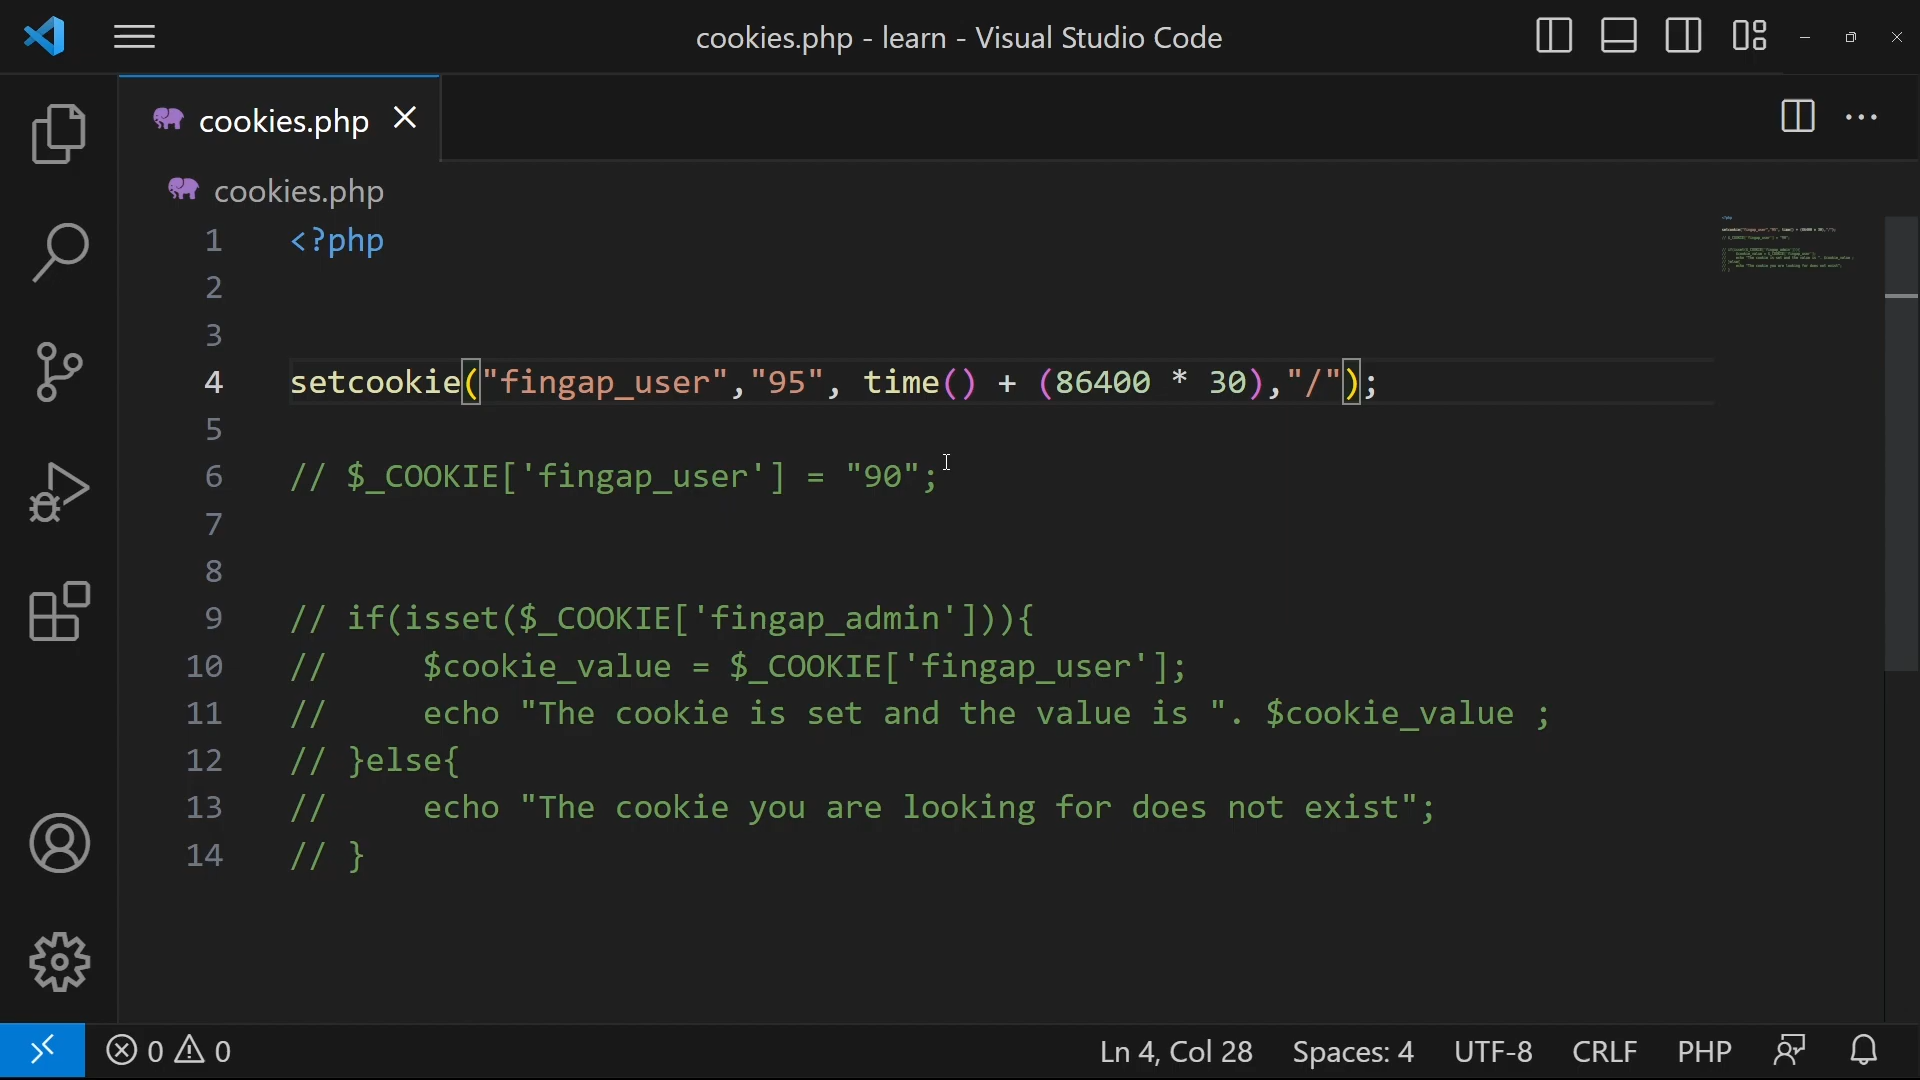 cookies.php - learn - Visual Studio Code
cookies.php
cookies.php
1 <?php
2
3
4 setcookie("fingap_user","95", time() + (86400 * 30),"/");
5
6 // $_COOKIE['fingap_user'] = "90";
7
8
9 // if(isset($_COOKIE['fingap_admin'])){
10 //     $cookie_value = $_COOKIE['fingap_user'];
11 //     echo "The cookie is set and the value is ". $cookie_value ;
12 // }else{
13 //     echo "The cookie you are looking for does not exist";
14 // }
0 0 Ln 4, Col 28 Spaces: 4 UTF-8 CRLF PHP